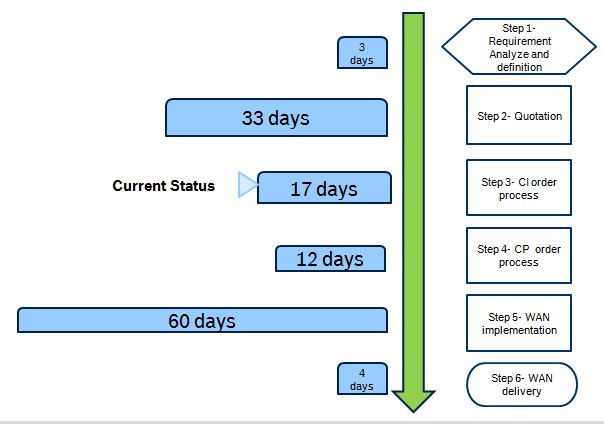 3
days
Step 1-
Requirement
Analyze and
definition
33 days
Step 2- Quotation
Current Status
17 days
Step 3- CI order
process
12 days
Step 4- CP order
process
60 days
Step 5- WAN
implementation
4
days
Step 6- WAN
delivery